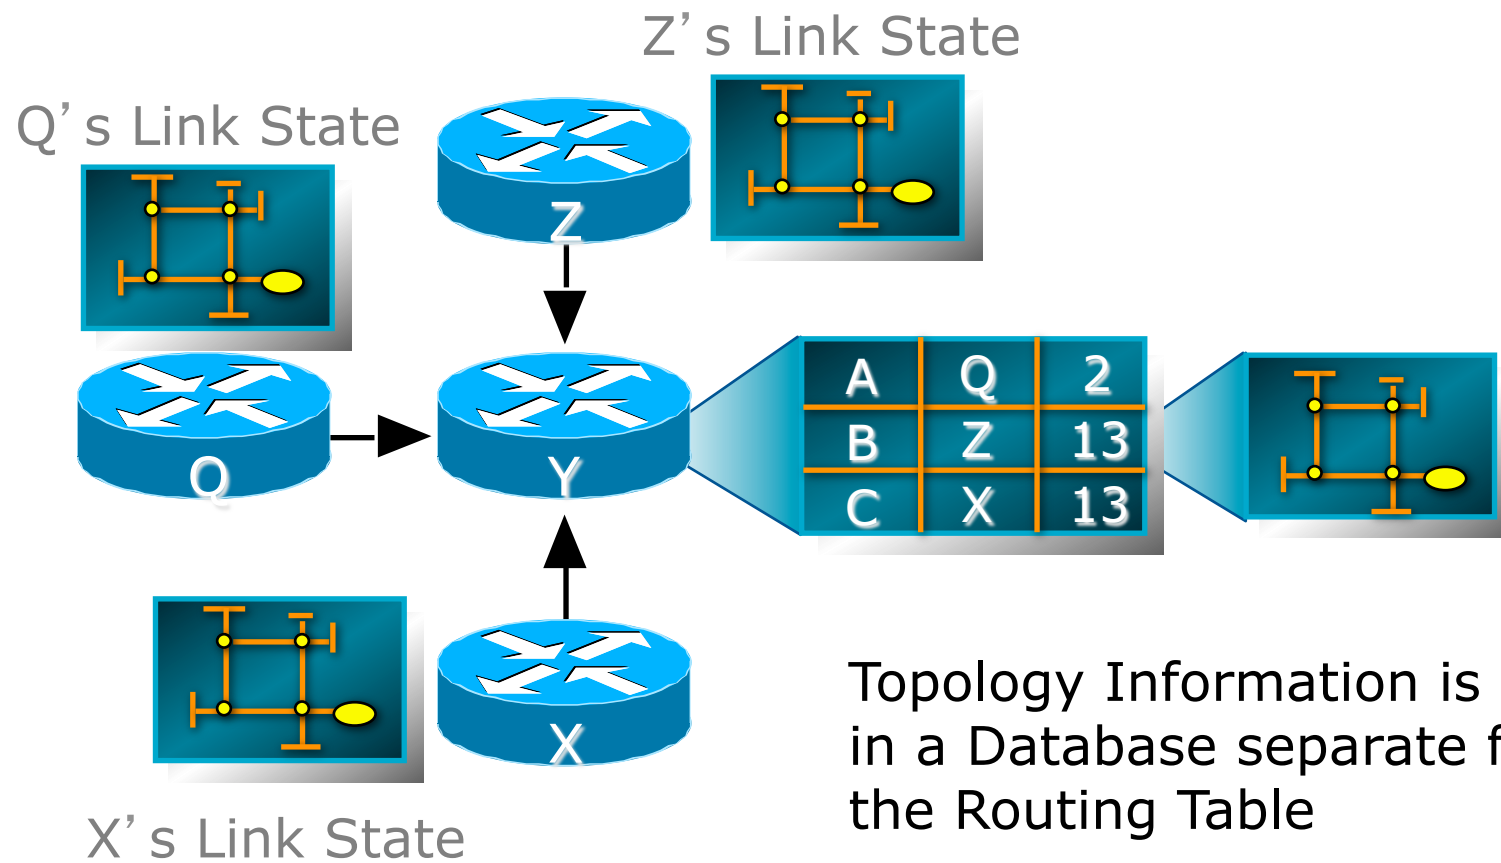 Z’s Link State
Q’s Link State
Z
A Q 2
B Z 13
C X 13
Q
Y
X
Topology Information is
in a Database separate
the Routing Table
X’s Link State